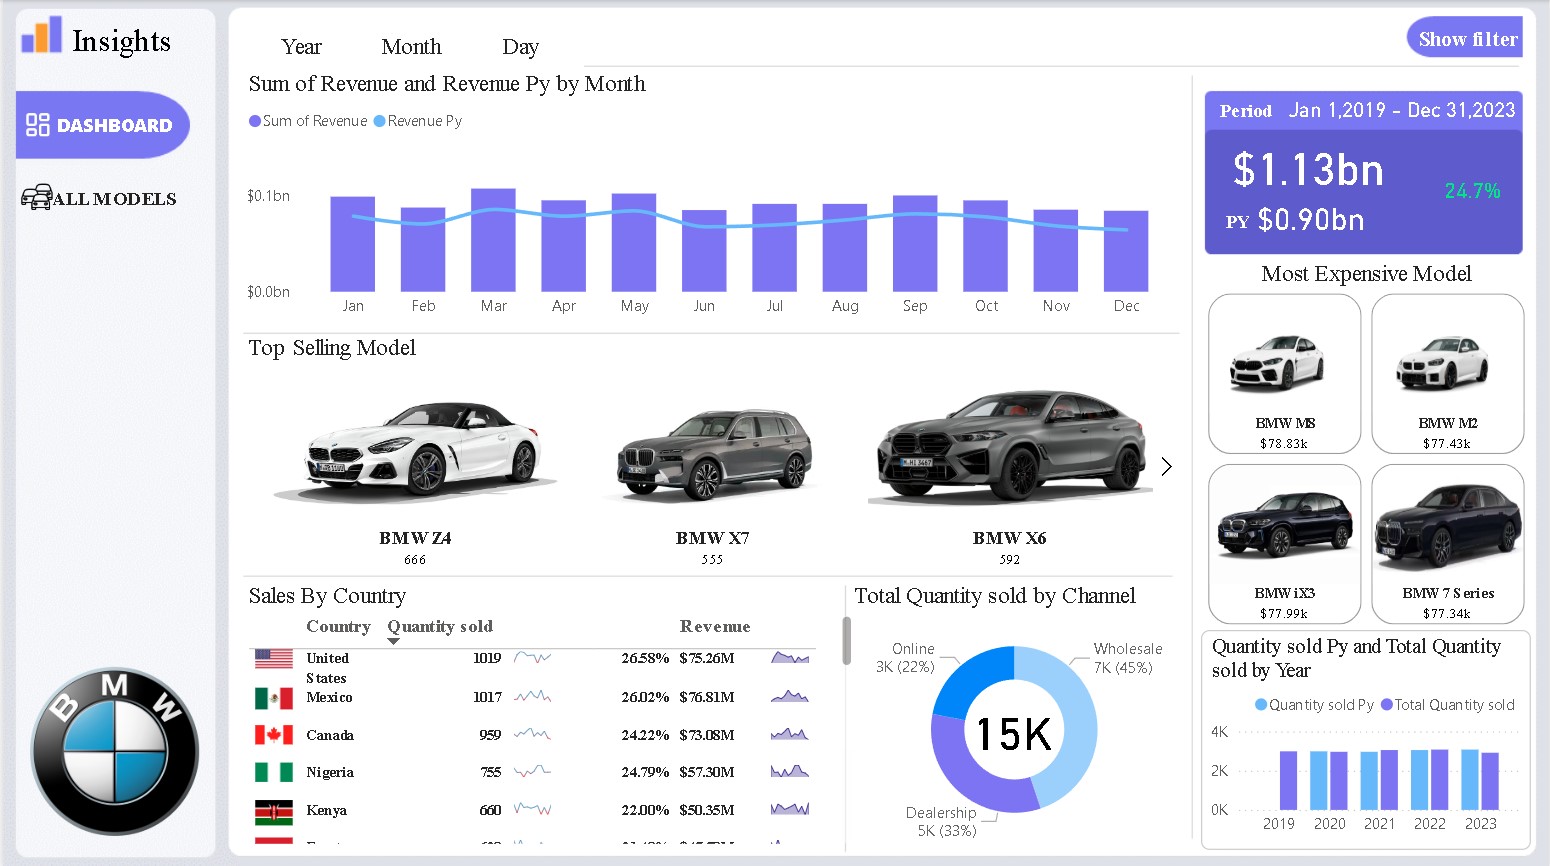 Insights
DASHBOARD
ALL MODELS
B M W
Year Month Day
Show filter
Sum of Revenue and Revenue Py by Month
Sum of Revenue Revenue Py
$0.1bn
$0.0bn
Jan Feb Mar Apr May Jun Jul Aug Sep Oct Nov Dec
Top Selling Model
BMW Z4
666
BMW X7
555
BMW X6
592
Sales By Country
Country Quantity sold Revenue
United States 1019 26.58% $75.26M
Mexico 1017 26.02% $76.81M
Canada 959 24.22% $73.08M
Nigeria 755 24.79% $57.30M
Kenya 660 22.00% $50.35M
Total Quantity sold by Channel
Online
3K (22%)
Wholesale
7K (45%)
15K
Dealership
5K (33%)
Period Jan 1,2019 - Dec 31,2023
$1.13bn
24.7%
PY $0.90bn
Most Expensive Model
BMW M8
$78.83k
BMW M2
$77.43k
BMW iX3
$77.99k
BMW 7 Series
$77.34k
Quantity sold Py and Total Quantity
sold by Year
Quantity sold Py Total Quantity sold
4K
2K
0K
2019 2020 2021 2022 2023